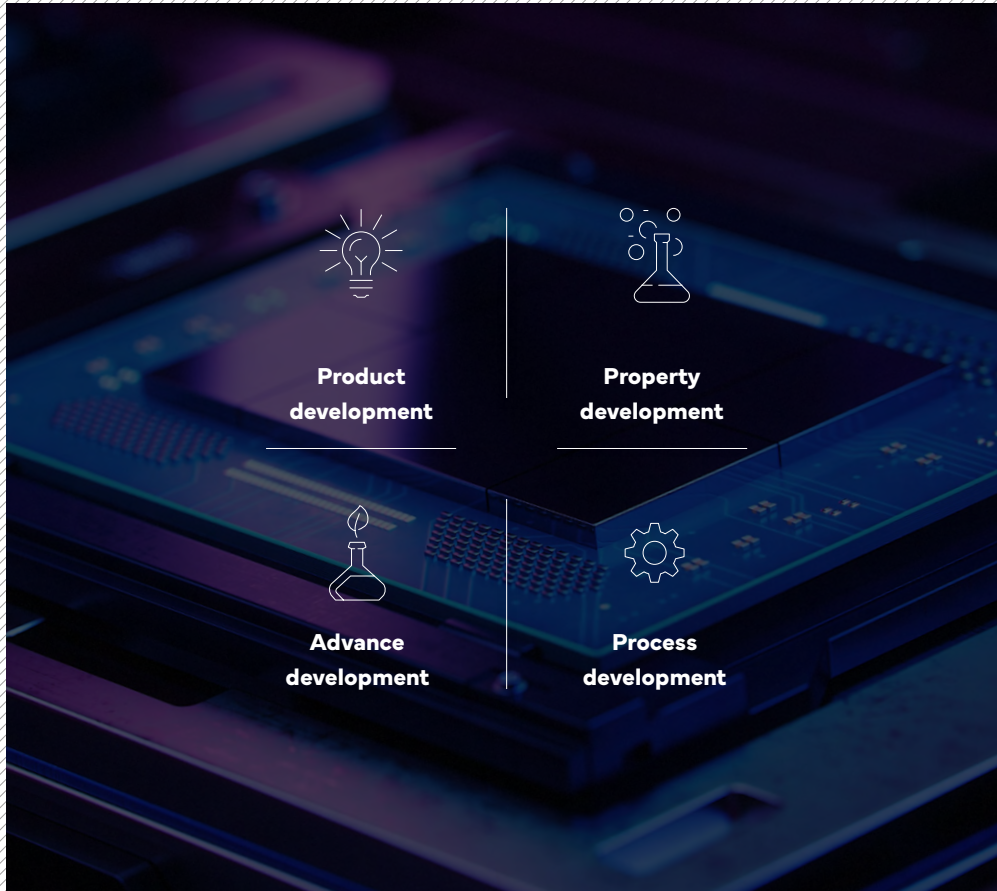 Product
development
Property
development
Advance
development
Process
development